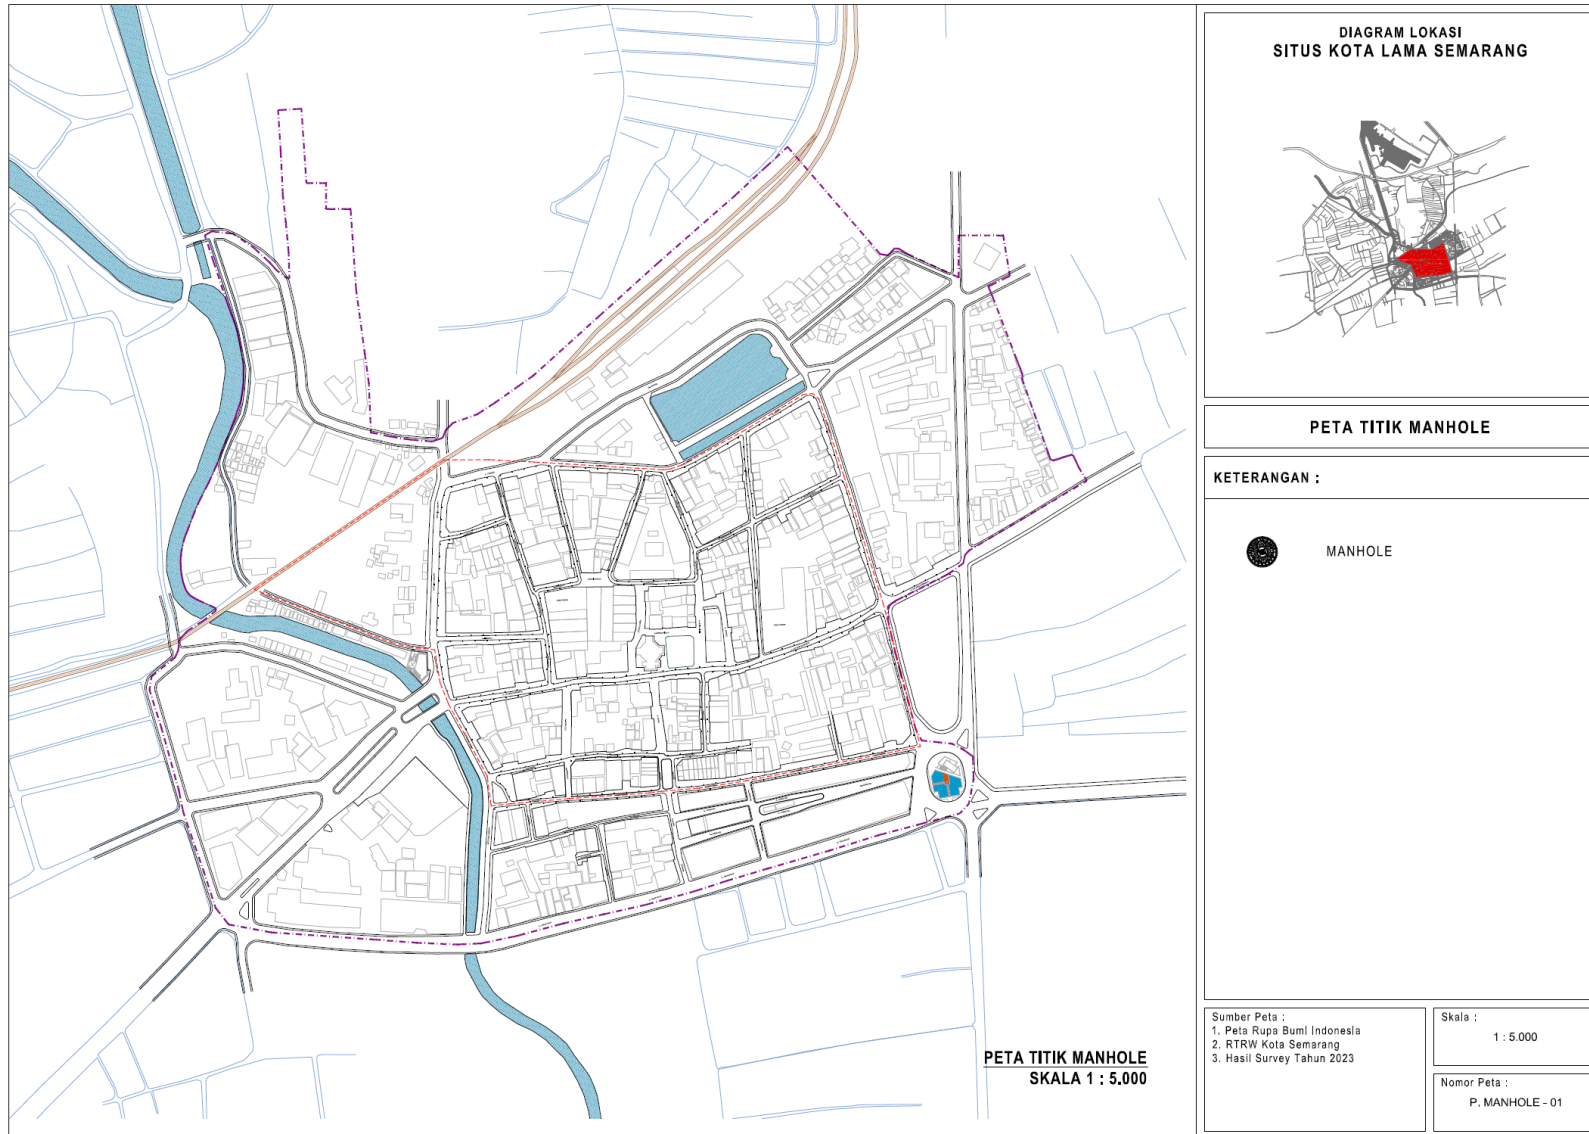 DIAGRAM LOKASI
SITUS KOTA LAMA SEMARANG
PETA TITIK MANHOLE
KETERANGAN :
MANHOLE
Sumber Peta :
1. Peta Rupa Bumi Indonesia
2. RTRW Kota Semarang
3. Hasil Survey Tahun 2023
Skala :
1 : 5.000
Nomor Peta :
P. MANHOLE - 01
PETA TITIK MANHOLE
SKALA 1 : 5.000